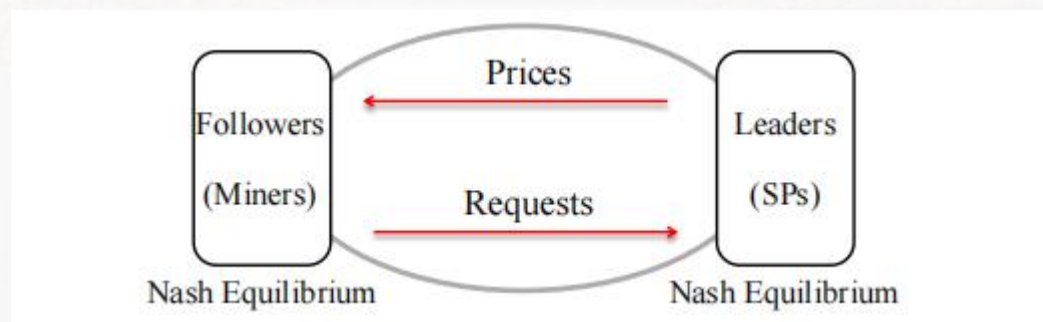 Prices
Followers
(Miners)
Leaders
(SPs)
Requests
Nash Equilibrium
Nash Equilibrium